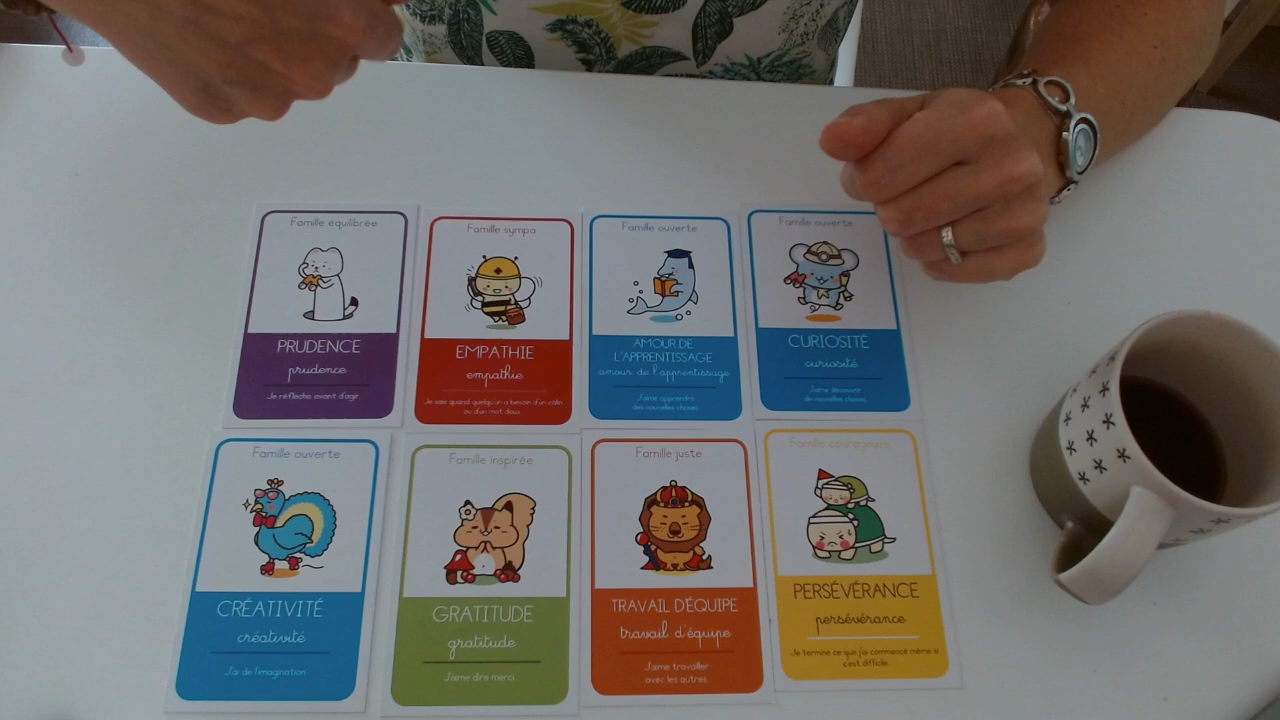 Famille équilibrée
PRUDENCE
prudence
Je réfléchis avant d'agir
Famille sympa
EMPATHIE
empathie
Je sais quand quelqu'un a besoin d'un câlin
ou d'un mot doux.
Famille ouverte
AMOUR DE
L'APPRENTISSAGE
amour de l'apprentissage
J'aime apprendre
des nouvelles choses.
Famille ouverte
CURIOSITÉ
curiosité
J'aime découvrir
de nouvelles choses.
Famille ouverte
CRÉATIVITÉ
créativité
J'ai de l'imagination
Famille inspirée
GRATITUDE
gratitude
J'aime dire merci.
Famille juste
TRAVAIL D'ÉQUIPE
travail d'équipe
J'aime travailler
avec les autres.
Famille courageuse
PERSÉVÉRANCE
persévérance
Je termine ce que j'ai commencé même si
c'est difficile.